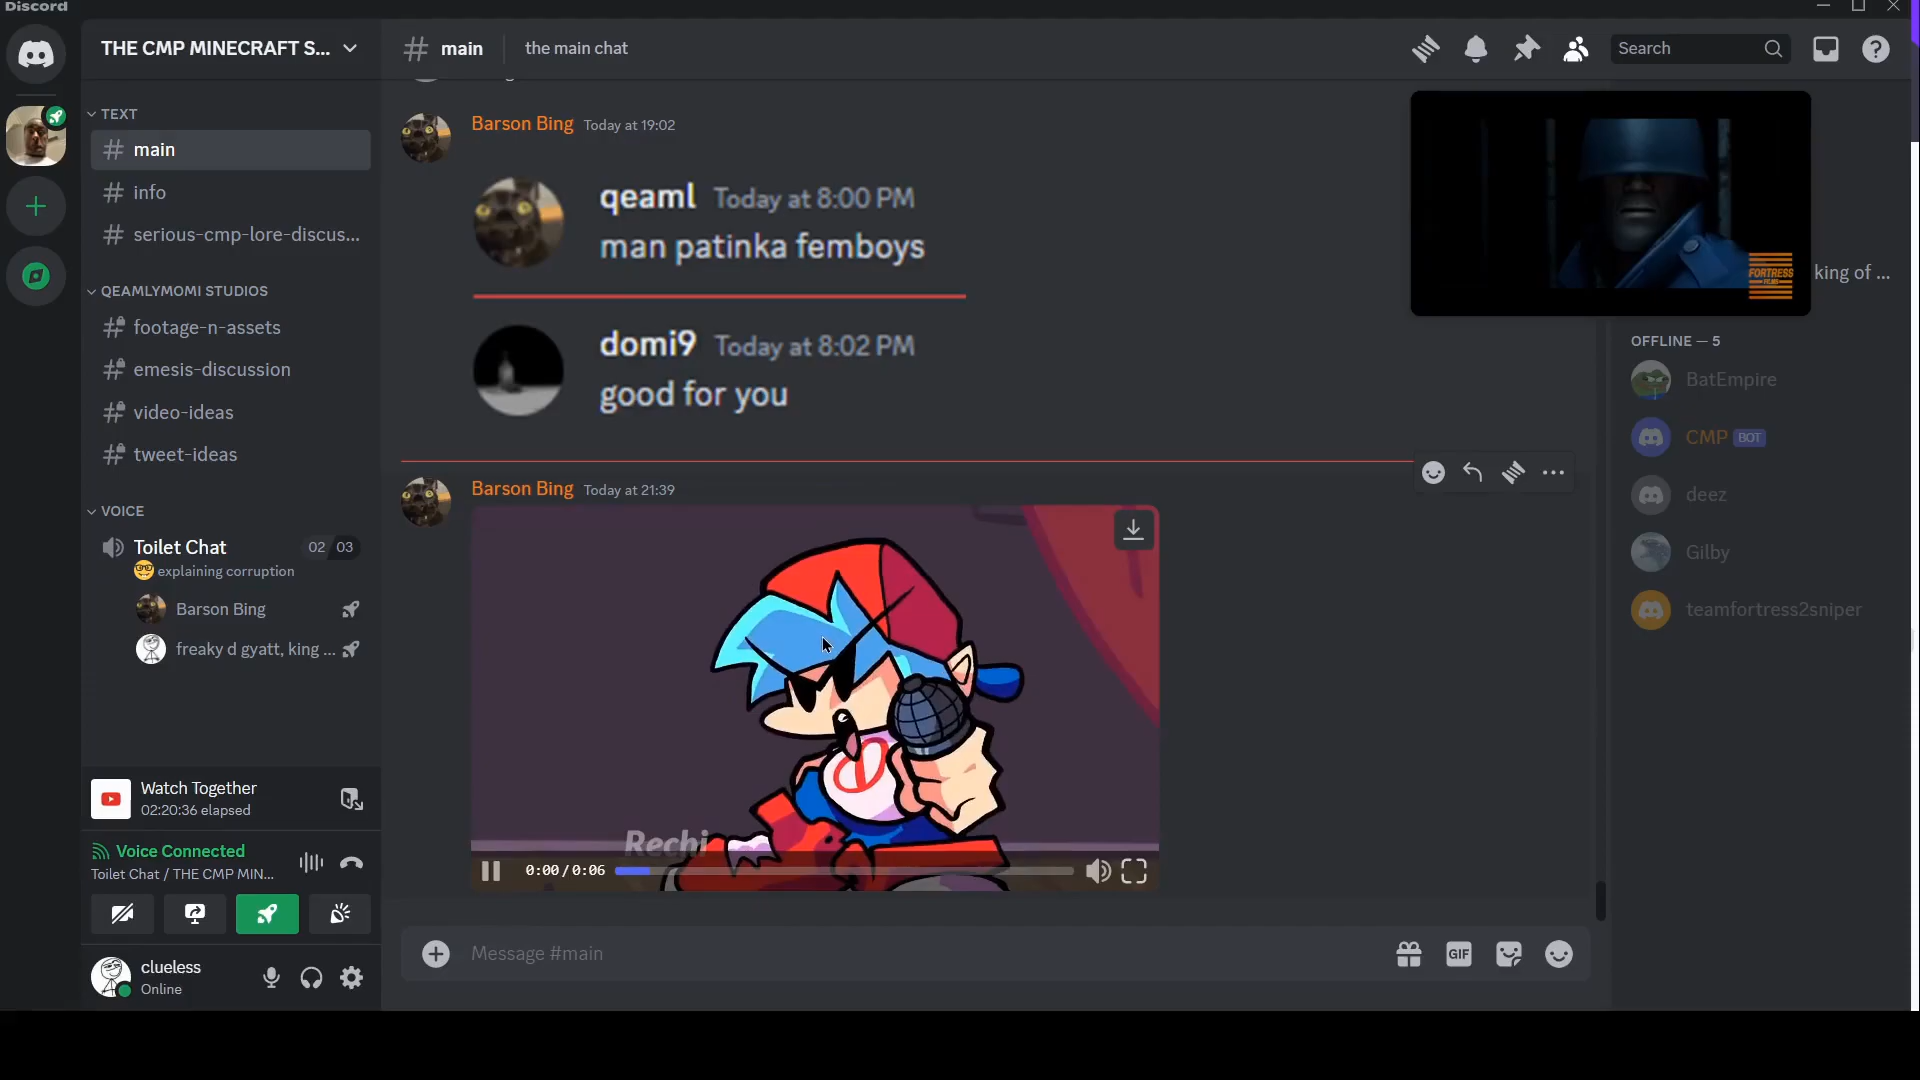 Discord
THE CMP MINECRAFT S...
TEXT
main
info
serious-cmp-lore-discus...
QEAMLYMOMI STUDIOS
footage-n-assets
emesis-discussion
video-ideas
tweet-ideas
VOICE
Toilet Chat 02 03
explaining corruption
Barson Bing
freaky d gyatt, king ...
Watch Together
02:20:36 elapsed
Voice Connected
Toilet Chat / THE CMP MIN...
clueless
Online
main the main chat
Search
Barson Bing Today at 19:02
qeaml Today at 8:00 PM
man patinka femboys
domi9 Today at 8:02 PM
good for you
Barson Bing Today at 21:39
Rechi
0:00/0:06
Message #main
GIF
FORTRESS
FILMS
king of ...
OFFLINE — 5
BatEmpire
CMP BOT
deez
Gilby
teamfortress2sniper